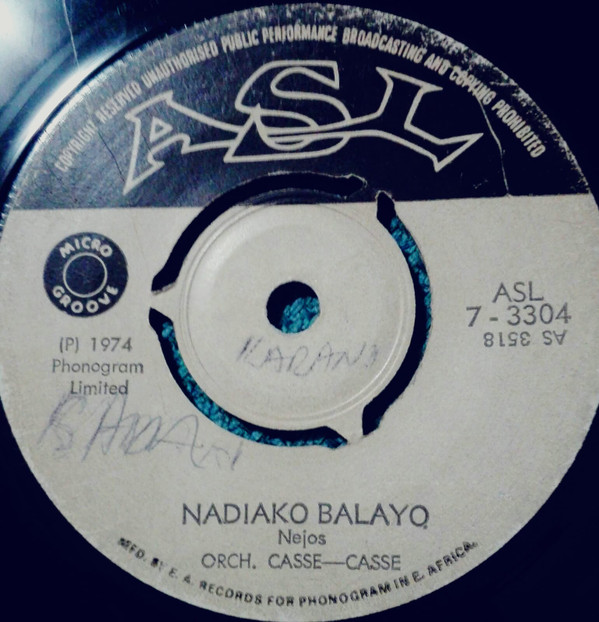 COPYRIGHT RESERVED UNAUTHORISED PUBLIC PERFORMANCE BROADCASTING AND COPYING PROHIBITED
ASL
MICRO
GROOVE
(P) 1974
Phonogram
Limited
ASL
7-3304
AS 3518
KARANI
NADIAKO BALAYO
Nejos
ORCH. CASSE—CASSE
MFD. BY E. A. RECORDS FOR PHONOGRAM IN E. AFRICA.